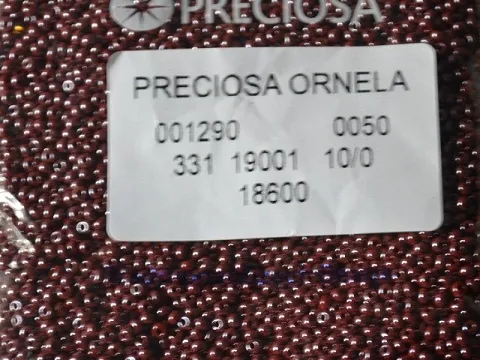 PRECIOSA
PRECIOSA ORNELA
001290 0050
331 19001 10/0
18600